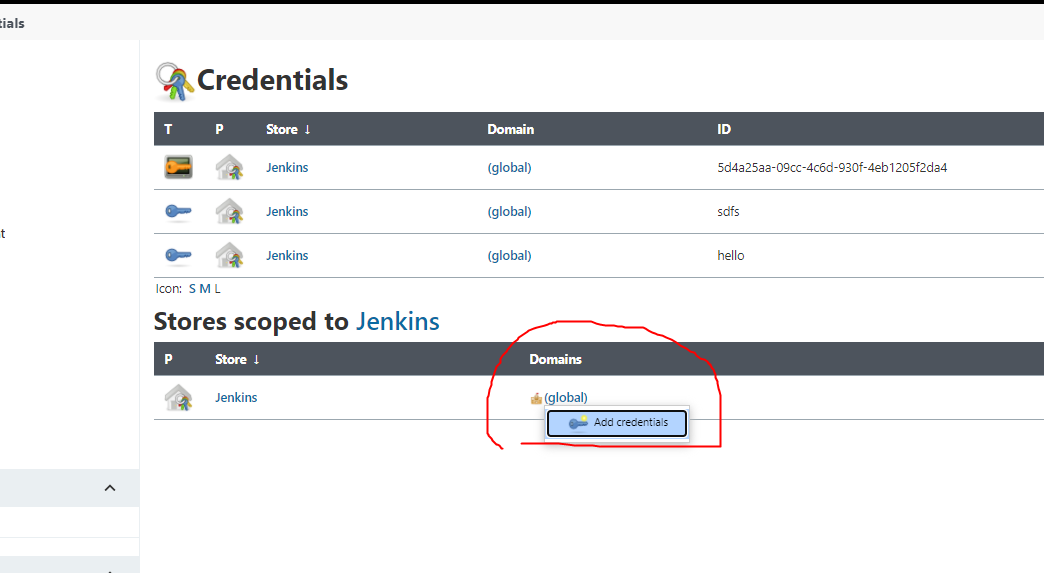 tials
Credentials
T P Store ↓ Domain ID
Jenkins (global) 5d4a25aa-09cc-4c6d-930f-4eb1205f2da4
Jenkins (global) sdfs
t
Jenkins (global) hello
Icon: S M L
Stores scoped to Jenkins
P Store ↓ Domains
Jenkins (global)
Add credentials